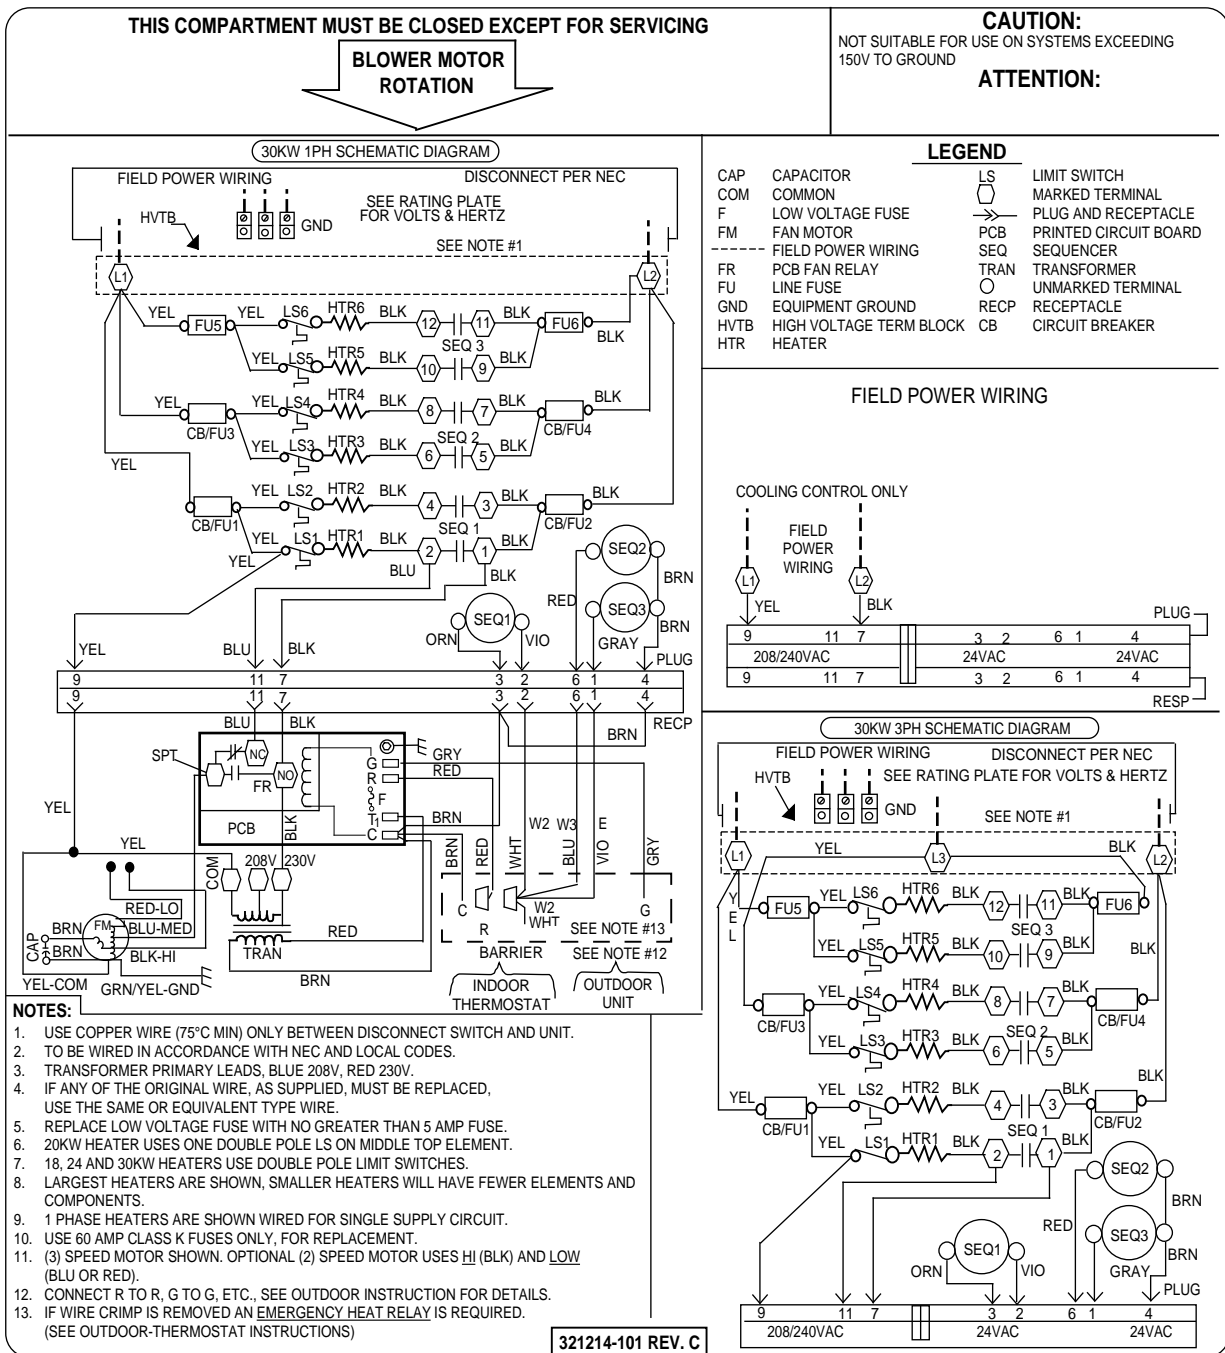 THIS COMPARTMENT MUST BE CLOSED EXCEPT FOR SERVICING
BLOWER MOTOR
ROTATION
CAUTION:
NOT SUITABLE FOR USE ON SYSTEMS EXCEEDING
150V TO GROUND
ATTENTION:
30KW 1PH SCHEMATIC DIAGRAM
FIELD POWER WIRING
DISCONNECT PER NEC
SEE RATING PLATE
FOR VOLTS & HERTZ
HVTB
GND
SEE NOTE #1
L1
L2
YEL FU5 YEL LS6 HTR6 BLK 12 11 BLK FU6 BLK
SEQ 3
YEL LS5 HTR5 BLK 10 9 BLK
YEL CB/FU3 YEL LS4 HTR4 BLK 8 7 BLK CB/FU4 BLK
SEQ 2
YEL LS3 HTR3 BLK 6 5 BLK
YEL
CB/FU1 YEL LS2 HTR2 BLK 4 3 BLK CB/FU2 BLK
SEQ 1
YEL LS1 HTR1 BLK 2 1 BLK
YEL
BLU
BLK
SEQ2
BRN
RED
SEQ3
GRAY
BRN
SEQ1
ORN
VIO
YEL
BLU
BLK
PLUG
9 11 7 3 2 6 1 4
9 11 7 3 2 6 1 4
RECP
BLU
BLK
BRN
SPT
NC
NO
FR
PCB
BLK
G
R
F
T1
C
GRY
RED
BRN
YEL
YEL
COM
208V
230V
RED-LO
BLU-MED
BLK-HI
FM
CAP
BRN
BRN
YEL-COM
GRN/YEL-GND
TRAN
RED
BRN
BRN
RED
WHT
W2
W3
BLU
E
VIO
GRY
C
R
W2
WHT
G
SEE NOTE #13
BARRIER
SEE NOTE #12
INDOOR
THERMOSTAT
OUTDOOR
UNIT
LEGEND
CAP CAPACITOR
COM COMMON
F LOW VOLTAGE FUSE
FM FAN MOTOR
FIELD POWER WIRING
FR PCB FAN RELAY
FU LINE FUSE
GND EQUIPMENT GROUND
HVTB HIGH VOLTAGE TERM BLOCK
HTR HEATER
LS LIMIT SWITCH
MARKED TERMINAL
PLUG AND RECEPTACLE
PCB PRINTED CIRCUIT BOARD
SEQ SEQUENCER
TRAN TRANSFORMER
UNMARKED TERMINAL
RECP RECEPTACLE
CB CIRCUIT BREAKER
FIELD POWER WIRING
COOLING CONTROL ONLY
FIELD
POWER
WIRING
L1
L2
YEL
BLK
PLUG
9 11 7 3 2 6 1 4
208/240VAC 24VAC 24VAC
9 11 7 3 2 6 1 4
RESP
30KW 3PH SCHEMATIC DIAGRAM
FIELD POWER WIRING
DISCONNECT PER NEC
HVTB
SEE RATING PLATE FOR VOLTS & HERTZ
GND
SEE NOTE #1
L1
YEL
L3
BLK
L2
YEL
FU5 YEL LS6 HTR6 BLK 12 11 BLK FU6
SEQ 3
YEL LS5 HTR5 BLK 10 9 BLK
BLK
CB/FU3 YEL LS4 HTR4 BLK 8 7 BLK CB/FU4
SEQ 2
YEL LS3 HTR3 BLK 6 5 BLK
BLK
YEL CB/FU1 YEL LS2 HTR2 BLK 4 3 BLK CB/FU2
SEQ 1
YEL LS1 HTR1 BLK 2 1 BLK
SEQ2
BRN
RED
SEQ3
GRAY
BRN
SEQ1
ORN
VIO
PLUG
9 11 7 3 2 6 1 4
208/240VAC 24VAC 24VAC
NOTES:
1. USE COPPER WIRE (75°C MIN) ONLY BETWEEN DISCONNECT SWITCH AND UNIT.
2. TO BE WIRED IN ACCORDANCE WITH NEC AND LOCAL CODES.
3. TRANSFORMER PRIMARY LEADS, BLUE 208V, RED 230V.
4. IF ANY OF THE ORIGINAL WIRE, AS SUPPLIED, MUST BE REPLACED,
USE THE SAME OR EQUIVALENT TYPE WIRE.
5. REPLACE LOW VOLTAGE FUSE WITH NO GREATER THAN 5 AMP FUSE.
6. 20KW HEATER USES ONE DOUBLE POLE LS ON MIDDLE TOP ELEMENT.
7. 18, 24 AND 30KW HEATERS USE DOUBLE POLE LIMIT SWITCHES.
8. LARGEST HEATERS ARE SHOWN, SMALLER HEATERS WILL HAVE FEWER ELEMENTS AND
COMPONENTS.
9. 1 PHASE HEATERS ARE SHOWN WIRED FOR SINGLE SUPPLY CIRCUIT.
10. USE 60 AMP CLASS K FUSES ONLY, FOR REPLACEMENT.
11. (3) SPEED MOTOR SHOWN. OPTIONAL (2) SPEED MOTOR USES HI (BLK) AND LOW
(BLU OR RED).
12. CONNECT R TO R, G TO G, ETC., SEE OUTDOOR INSTRUCTION FOR DETAILS.
13. IF WIRE CRIMP IS REMOVED AN EMERGENCY HEAT RELAY IS REQUIRED.
(SEE OUTDOOR-THERMOSTAT INSTRUCTIONS)
321214-101 REV. C